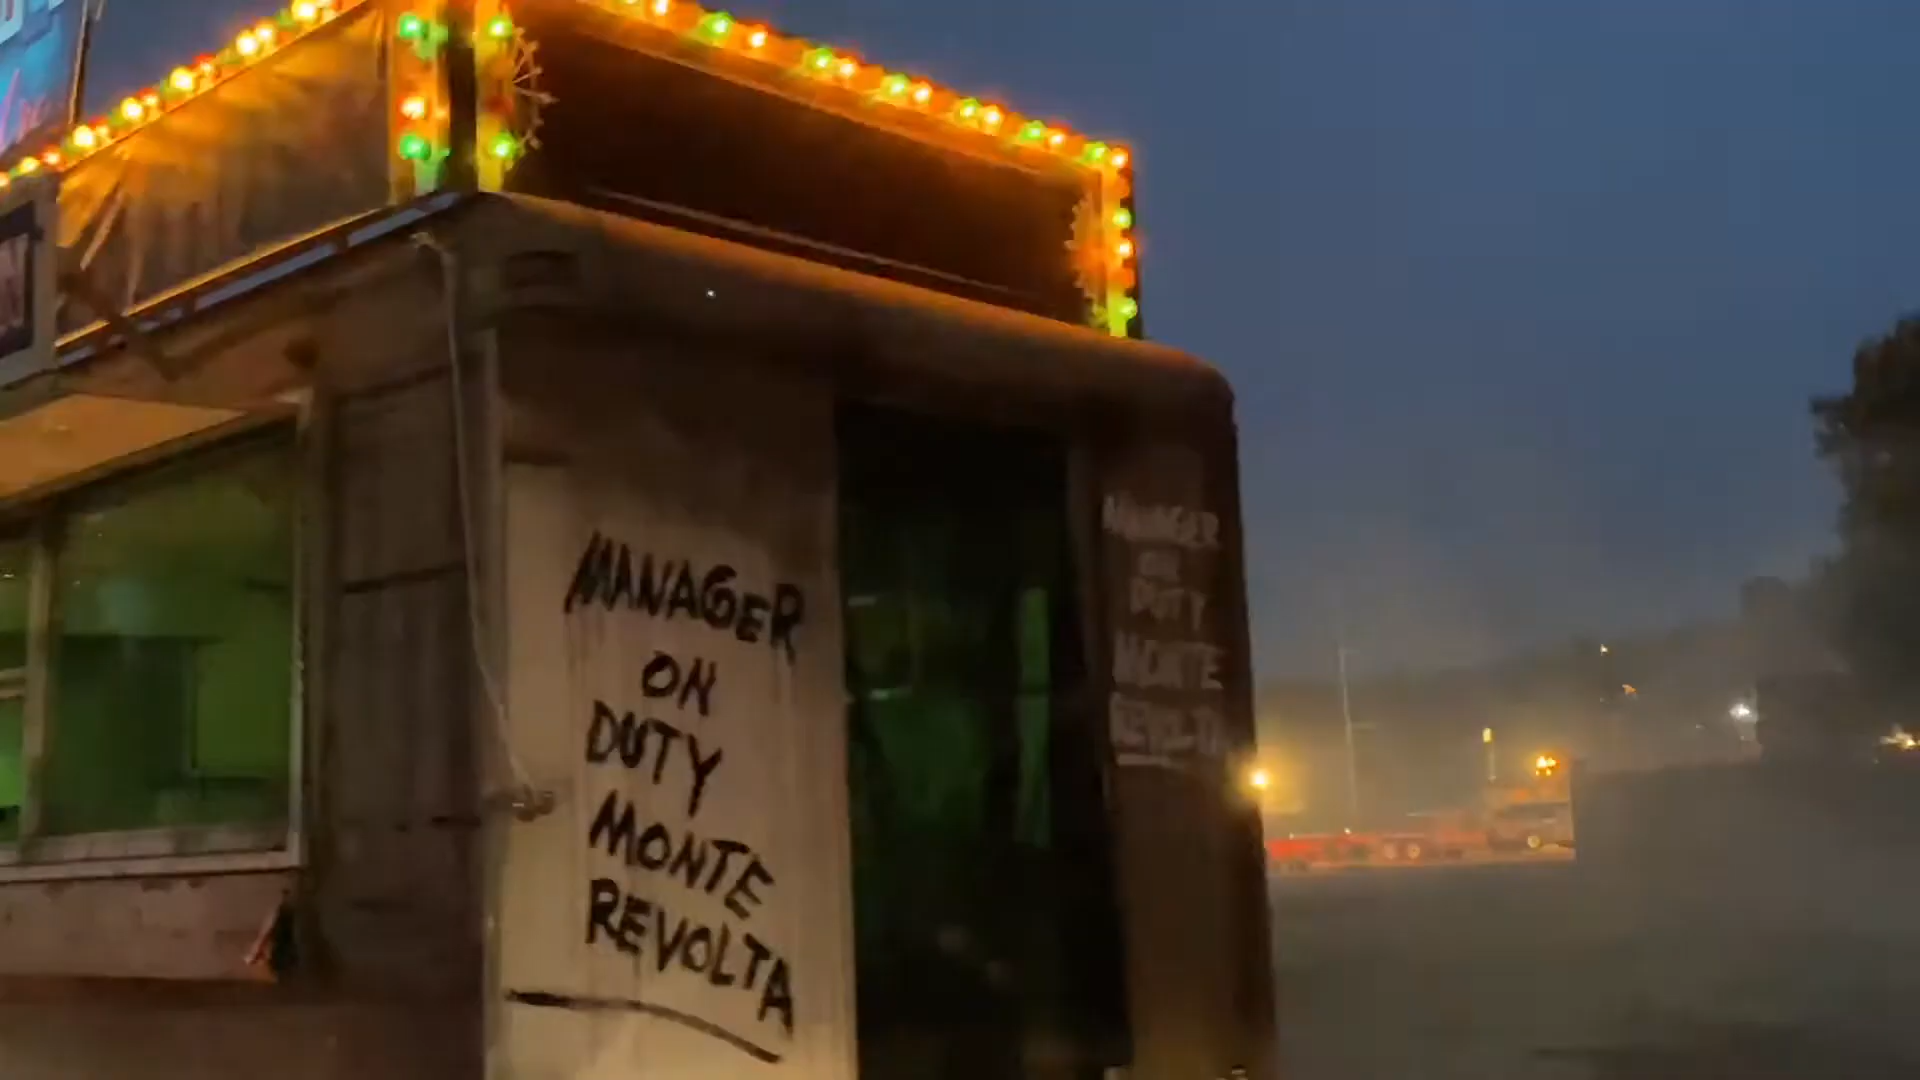 MANAGER
ON
DUTY
MONTE
REVOLTA
MANAGER
ON
DUTY
MONTE
REVOLTA